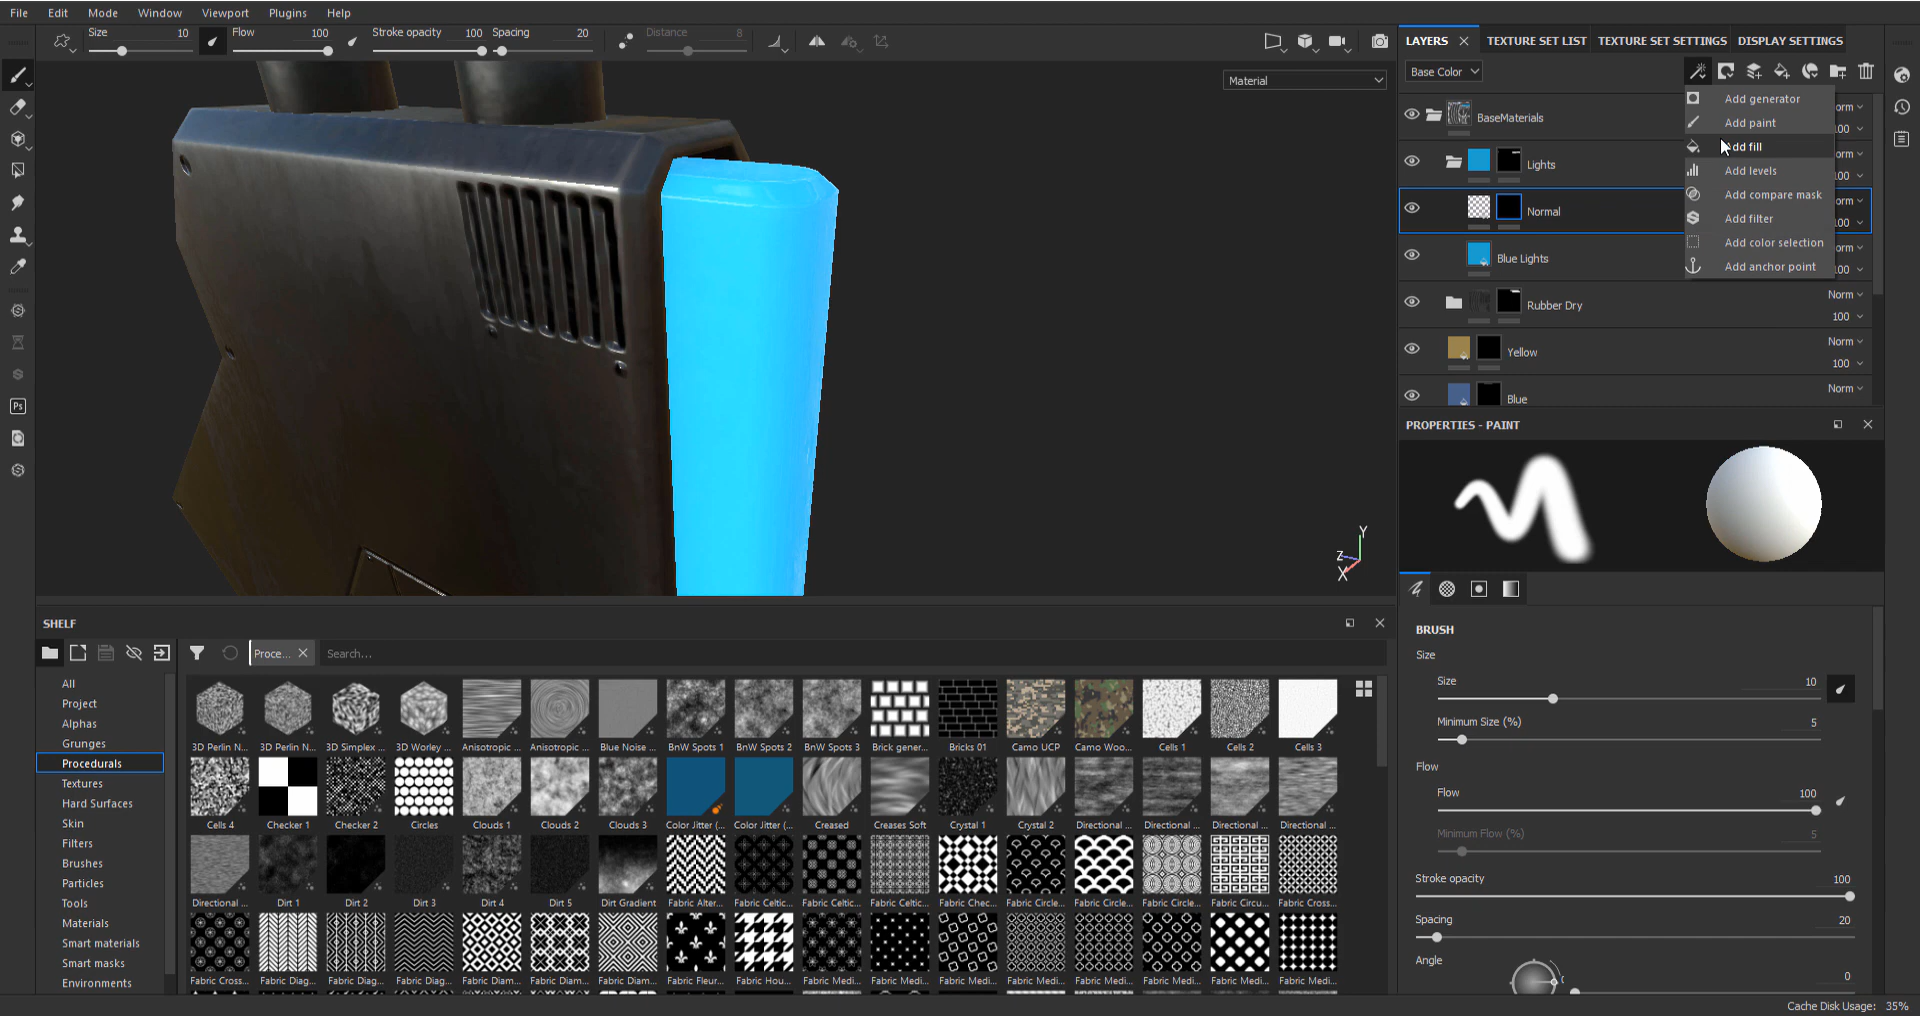 File Edit Mode Window Viewport Plugins Help
Size 10 Flow 100 Stroke opacity 100 Spacing 20 Distance 8
Material
Y
Z
X
LAYERS TEXTURE SET LIST TEXTURE SET SETTINGS DISPLAY SETTINGS
Base Color
BaseMaterials
Lights
Normal
Blue Lights
Rubber Dry Norm 100
Yellow Norm 100
Blue Norm
Add generator
Add paint
dd fill
Add levels
Add compare mask
Add filter
Add color selection
Add anchor point
PROPERTIES - PAINT
BRUSH
Size
Size 10
Minimum Size (%) 5
Flow
Flow 100
Minimum Flow (%) 5
Stroke opacity 100
Spacing 20
Angle 0
SHELF
Proce... Search...
All
Project
Alphas
Grunges
Procedurals
Textures
Hard Surfaces
Skin
Filters
Brushes
Particles
Tools
Materials
Smart materials
Smart masks
Environments
3D Perlin N... 3D Perlin N... 3D Simplex ... 3D Worley ... Anisotropic ... Anisotropic ... Blue Noise ... BnW Spots 1 BnW Spots 2 BnW Spots 3 Brick gener... Bricks 01 Camo UCP Camo Woo... Cells 1 Cells 2 Cells 3
Cells 4 Checker 1 Checker 2 Circles Clouds 1 Clouds 2 Clouds 3 Color Jitter (... Color Jitter (... Creased Creases Soft Crystal 1 Crystal 2 Directional ... Directional ... Directional ... Directional ...
Directional ... Dirt 1 Dirt 2 Dirt 3 Dirt 4 Dirt 5 Dirt Gradient Fabric Alter... Fabric Celtic... Fabric Celtic... Fabric Celtic... Fabric Chec... Fabric Circle... Fabric Circle... Fabric Circle... Fabric Circu... Fabric Cross...
Fabric Cross... Fabric Diag... Fabric Diag... Fabric Diag... Fabric Diam... Fabric Diam... Fabric Diam... Fabric Fleur... Fabric Hou... Fabric Medi... Fabric Medi... Fabric Medi... Fabric Medi... Fabric Medi... Fabric Medi... Fabric Medi... Fabric Medi...
Cache Disk Usage: 35%